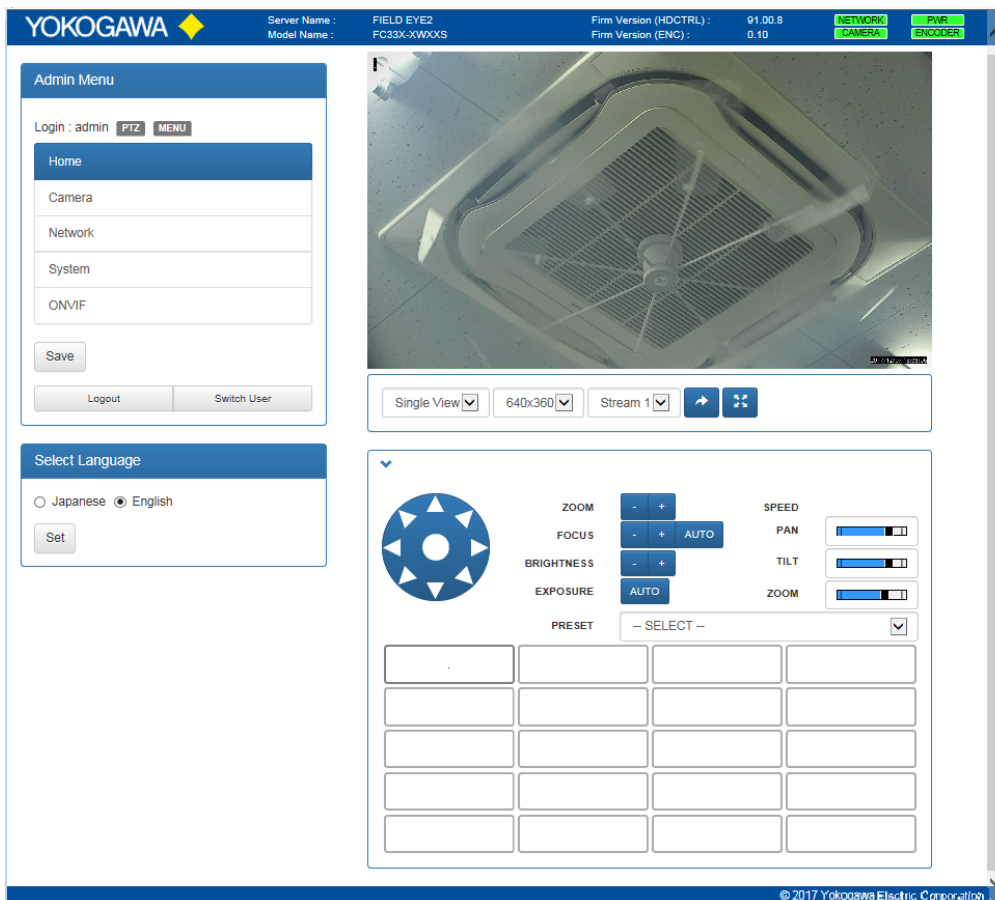 YOKOGAWA
Server Name : FIELD EYE2
Model Name : FC33X-XWXXS
Firm Version (HDCTRL) : 91.00.8
Firm Version (ENC) : 0.10
NETWORK PWR
CAMERA ENCODER
Admin Menu
Login : admin PTZ MENU
Home
Camera
Network
System
ONVIF
Save
Logout Switch User
Select Language
Japanese English
Set
Single View 640x360 Stream 1
ZOOM - + SPEED
FOCUS - + AUTO PAN
BRIGHTNESS - + TILT
EXPOSURE AUTO ZOOM
PRESET -- SELECT --
.
© 2017 Yokogawa Electric Corporation